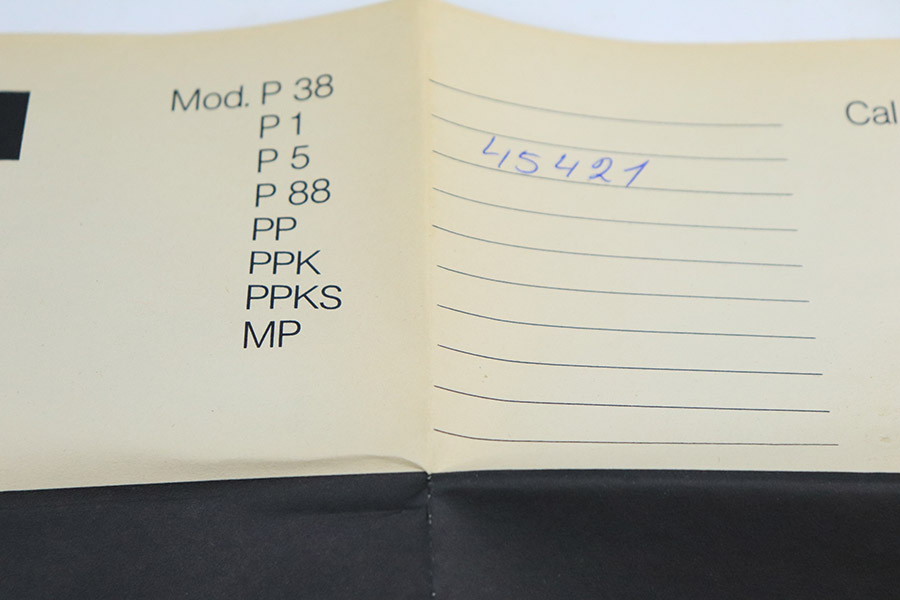 Mod. P 38
P 1
P 5 45421
P 88
PP
PPK
PPKS
MP
Cal